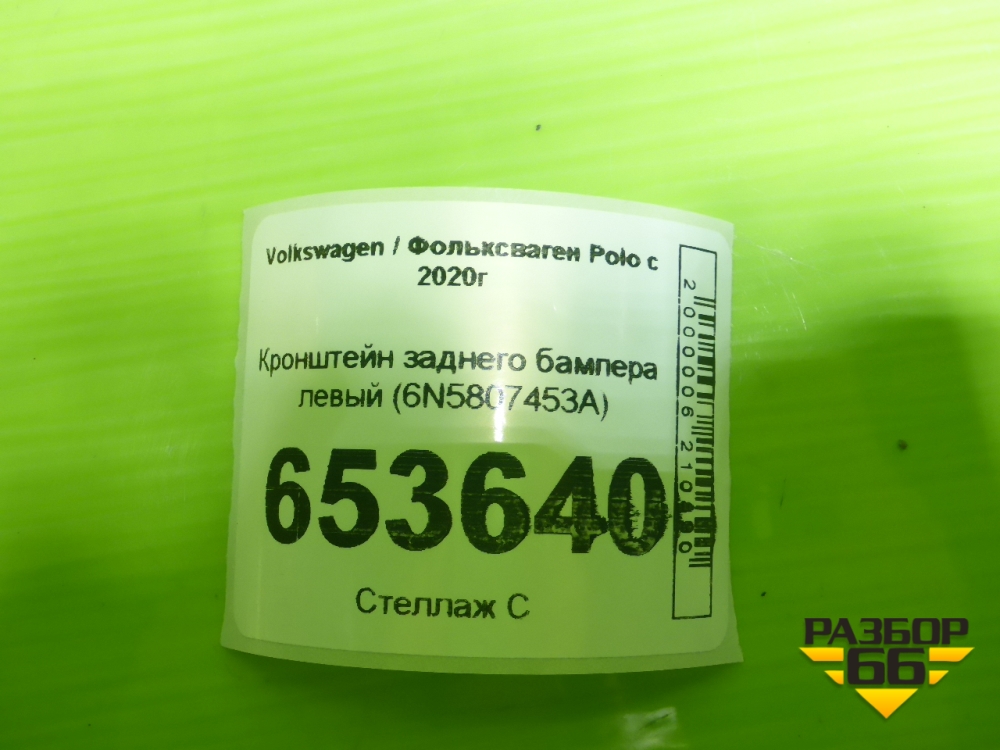 Volkswagen / Фольксваген Polo с
2020г
Кронштейн заднего бампера
левый (6N5807453A)
653640
Стеллаж С
РАЗБОР
66